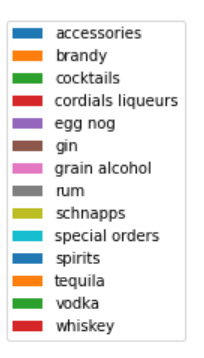 accessories
brandy
cocktails
cordials liqueurs
egg nog
gin
grain alcohol
rum
schnapps
special orders
spirits
tequila
vodka
whiskey